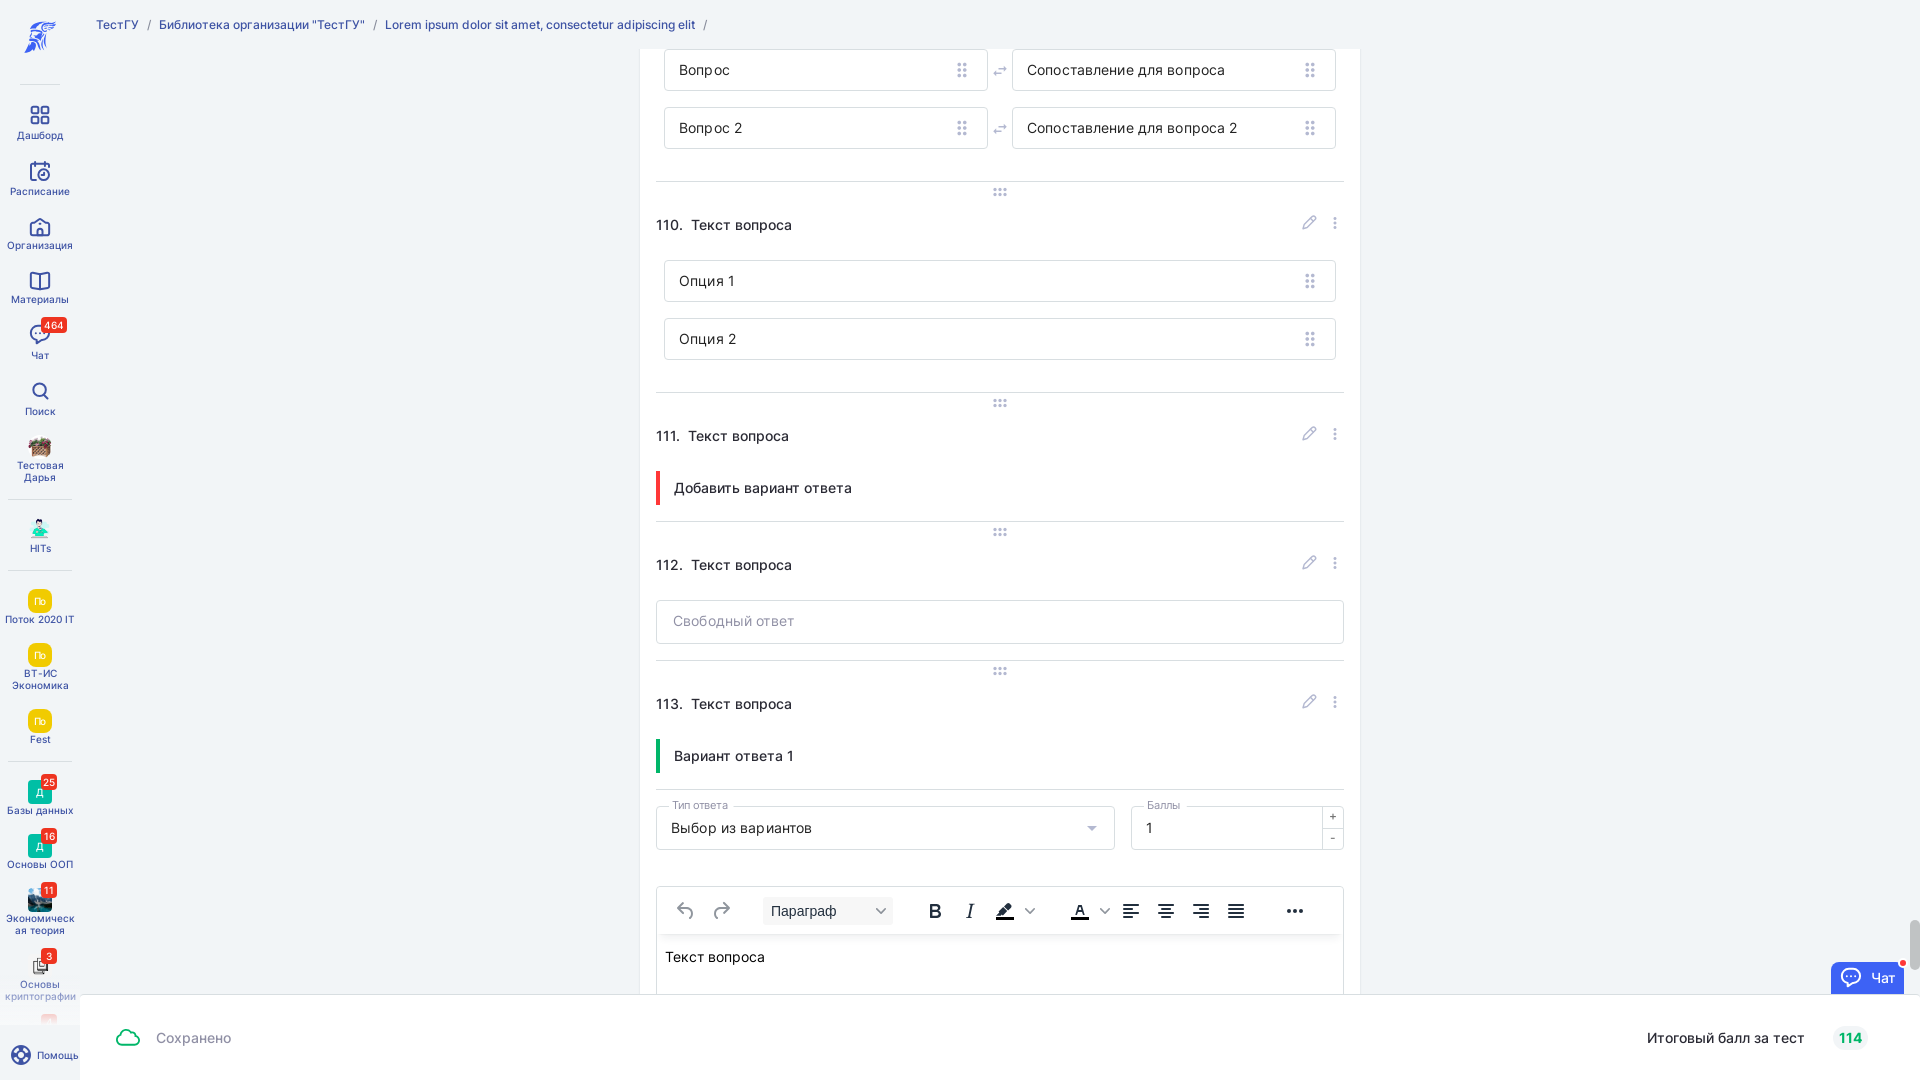 ТестГУ / Библиотека организации "ТестГУ" / Lorem ipsum dolor sit amet, consectetur adipiscing elit /
Дашборд
Расписание
Организация
Материалы
464
Чат
Поиск
Тестовая
Дарья
HITs
По
Поток 2020 IT
По
ВТ-ИС
Экономика
По
Fest
25
Д
Базы данных
16
Д
Основы ООП
11
Экономическ
ая теория
3
Основы
криптографии
Помощь
Вопрос
Сопоставление для вопроса
Вопрос 2
Сопоставление для вопроса 2
110. Текст вопроса
Опция 1
Опция 2
111. Текст вопроса
Добавить вариант ответа
112. Текст вопроса
Свободный ответ
113. Текст вопроса
Вариант ответа 1
Тип ответа
Выбор из вариантов
Баллы
1
+
-
Параграф
B I A
Текст вопроса
Чат
Сохранено
Итоговый балл за тест 114